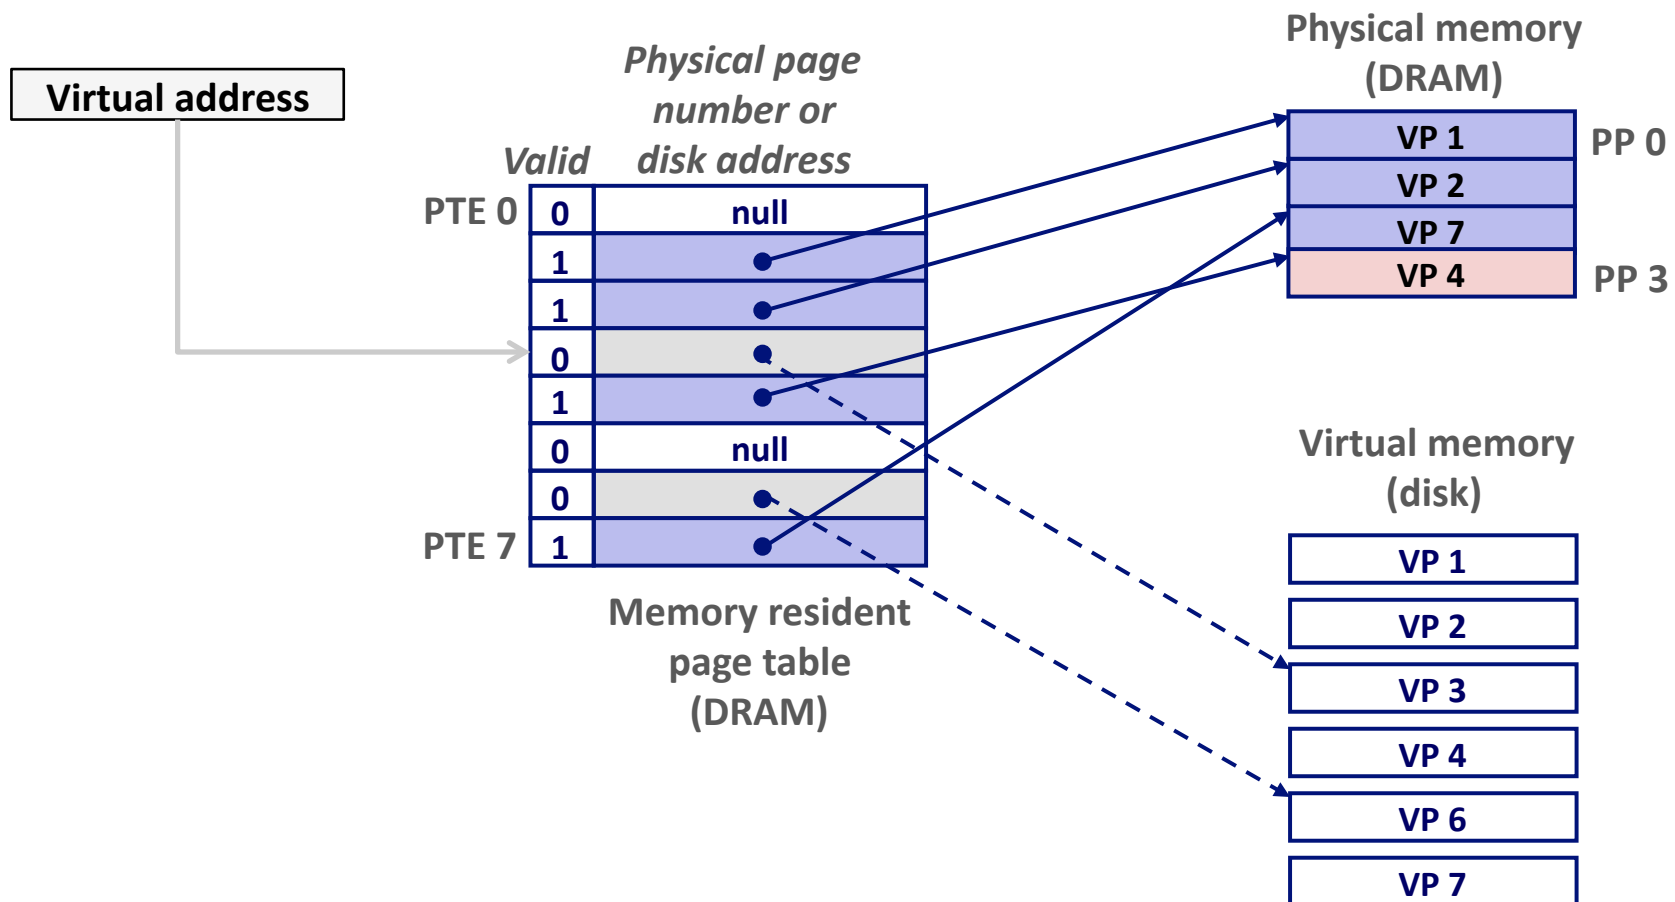 Virtual address
Physical page
number or
disk address
Valid
PTE 0
0 null
1
1
0
1
0 null
0
PTE 7 1
Memory resident
page table
(DRAM)
Physical memory
(DRAM)
VP 1 PP 0
VP 2
VP 7
VP 4 PP 3
Virtual memory
(disk)
VP 1
VP 2
VP 3
VP 4
VP 6
VP 7